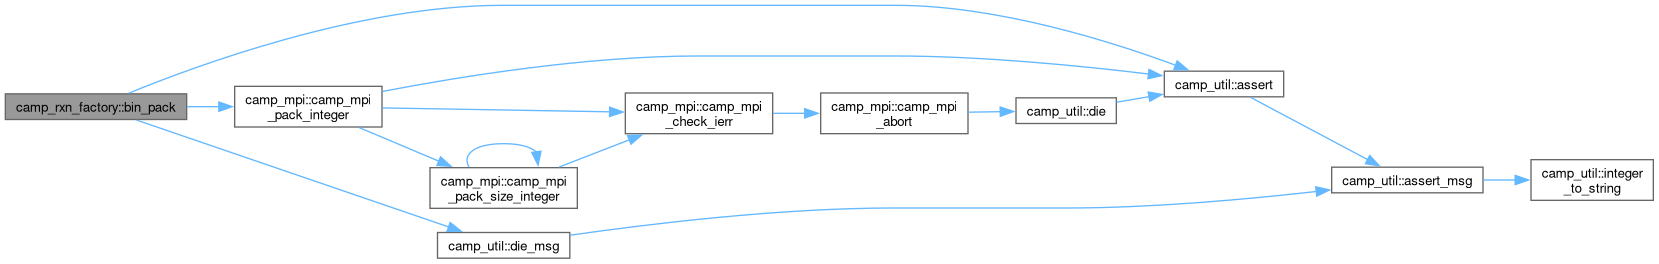 camp_rxn_factory::bin_pack
camp_mpi::camp_mpi
_pack_integer
camp_mpi::camp_mpi
_pack_size_integer
camp_util::die_msg
camp_mpi::camp_mpi
_check_ierr
camp_mpi::camp_mpi
_abort
camp_util::die
camp_util::assert
camp_util::assert_msg
camp_util::integer
_to_string